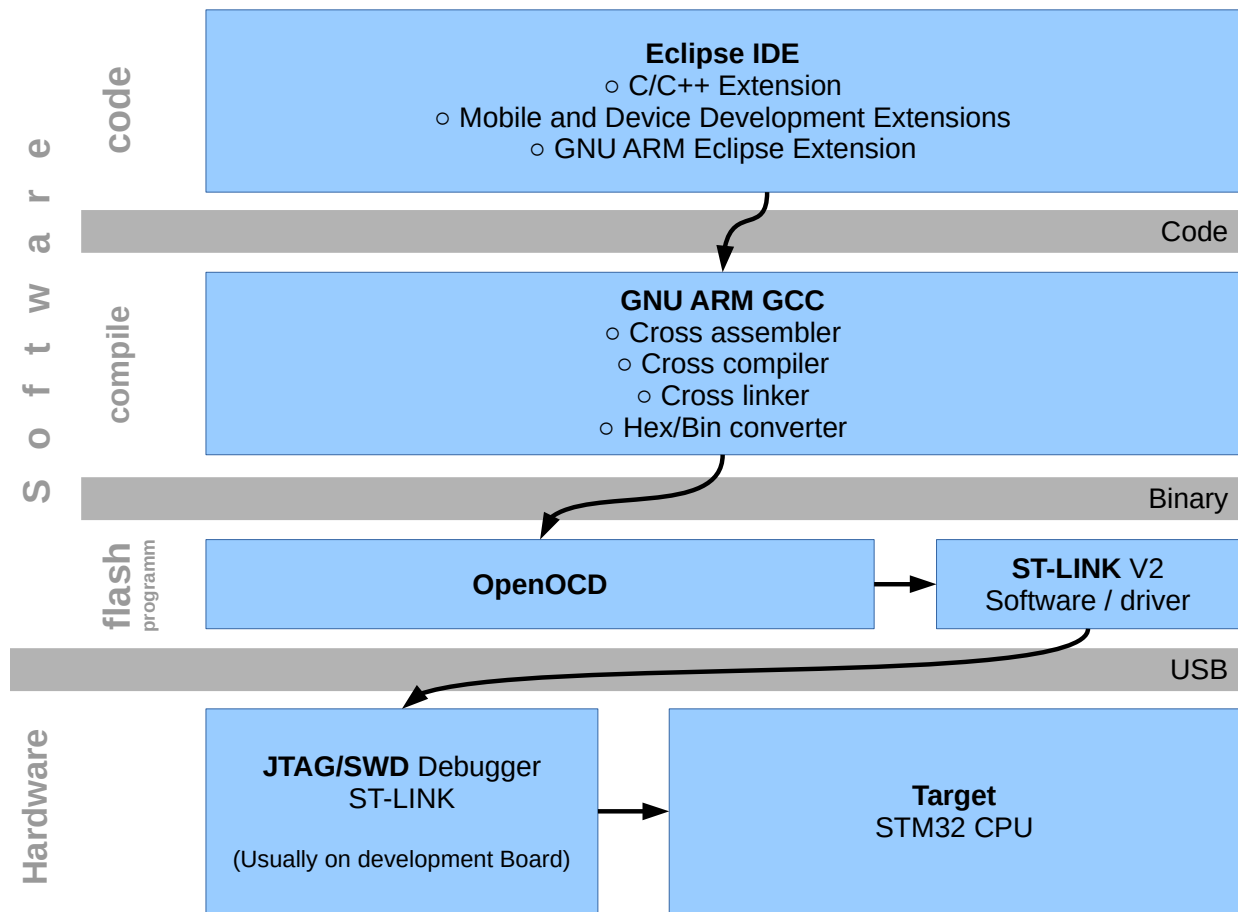 Software
code
Eclipse IDE
○ C/C++ Extension
○ Mobile and Device Development Extensions
○ GNU ARM Eclipse Extension
Code
compile
GNU ARM GCC
○ Cross assembler
○ Cross compiler
○ Cross linker
○ Hex/Bin converter
Binary
flash
programm
OpenOCD
ST-LINK V2
Software / driver
USB
Hardware
JTAG/SWD Debugger
ST-LINK
(Usually on development Board)
Target
STM32 CPU